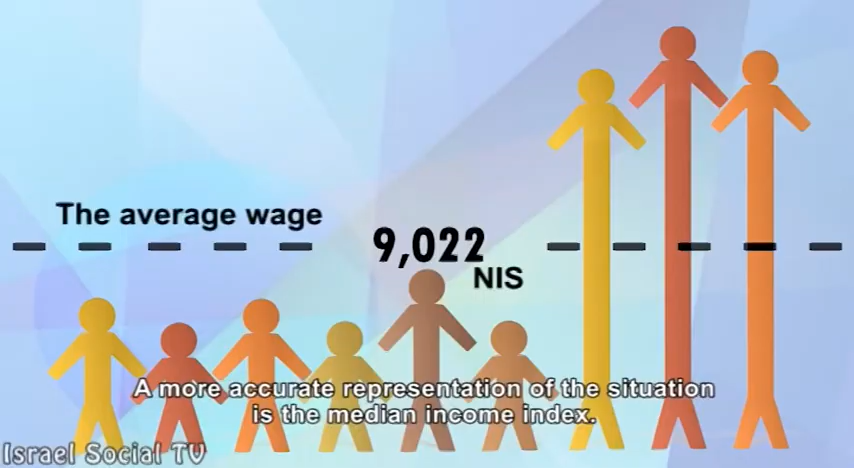 The average wage
9,022
NIS
A more accurate representation of the situation
is the median income index.
Israel Social TV